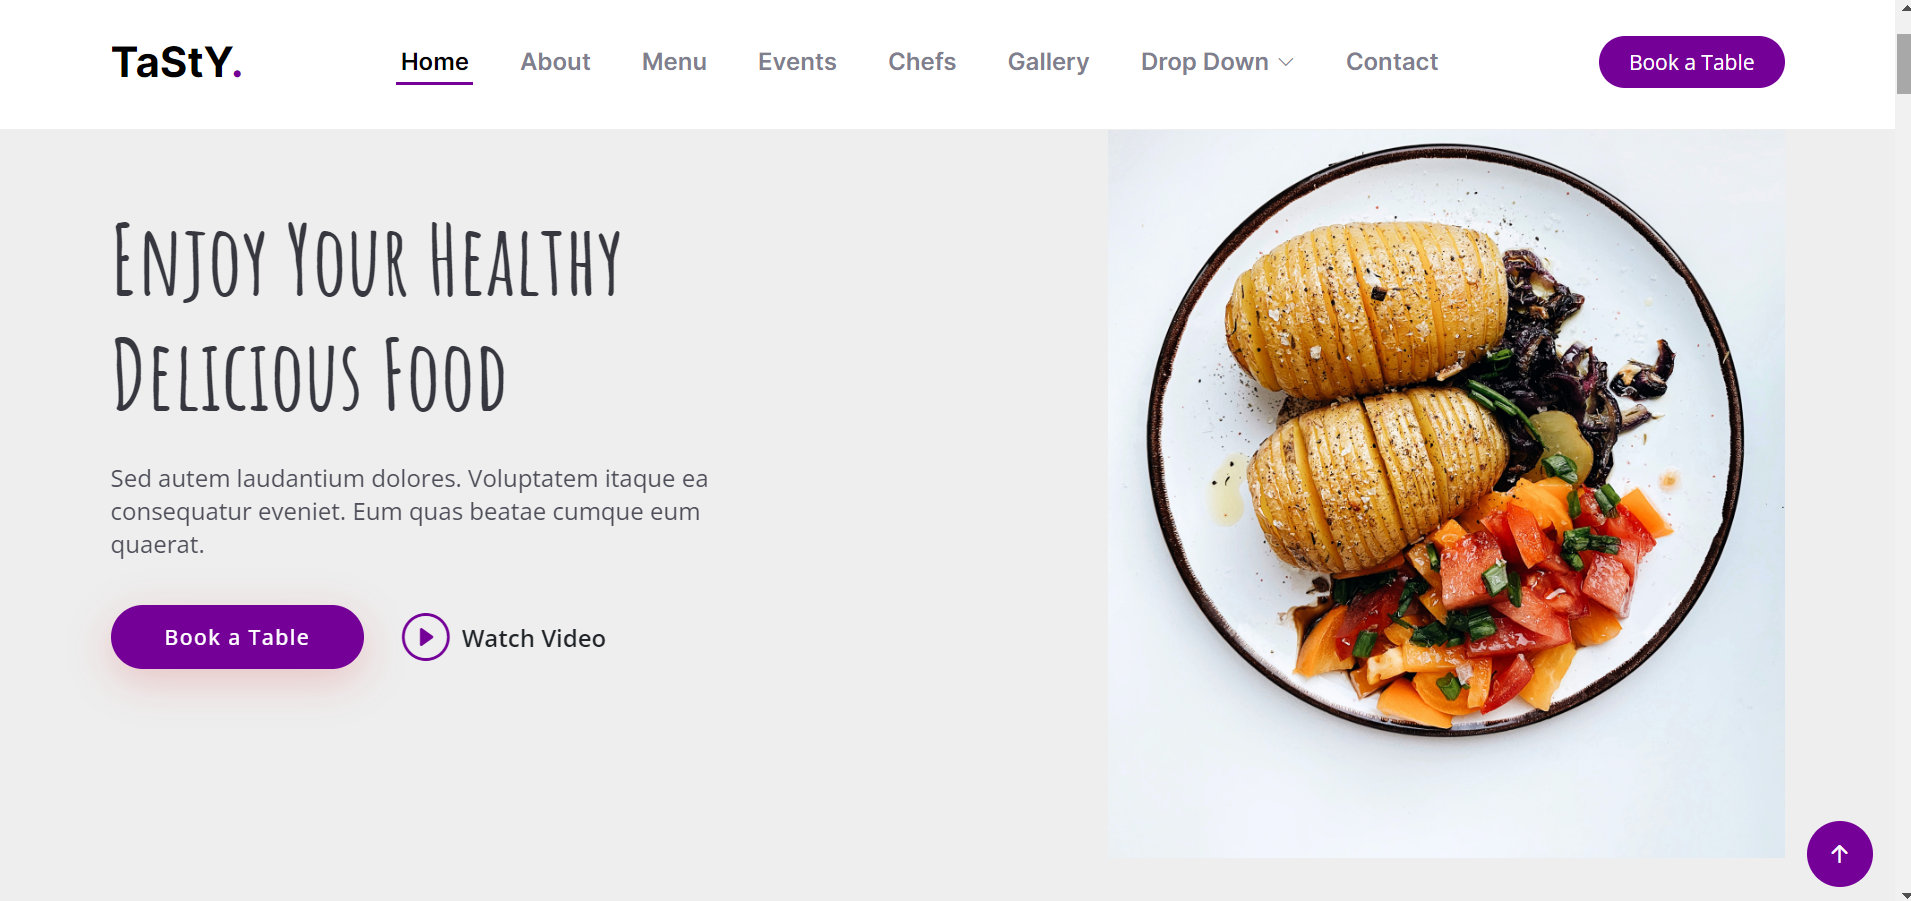 TaStY.
Home About Menu Events Chefs Gallery Drop Down Contact
Book a Table
Enjoy Your Healthy
Delicious Food
Sed autem laudantium dolores. Voluptatem itaque ea
consequatur eveniet. Eum quas beatae cumque eum
quaerat.
Book a Table
Watch Video